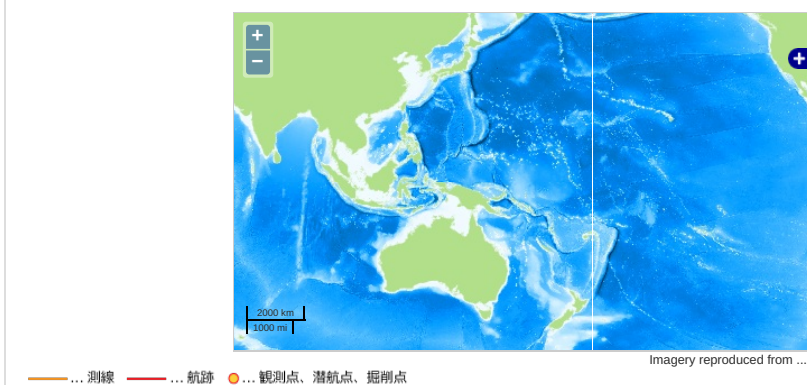 +
−
+
2000 km
1000 mi
Imagery reproduced from ...
... 測線 ... 航跡 ... 観測点、潜航点、掘削点